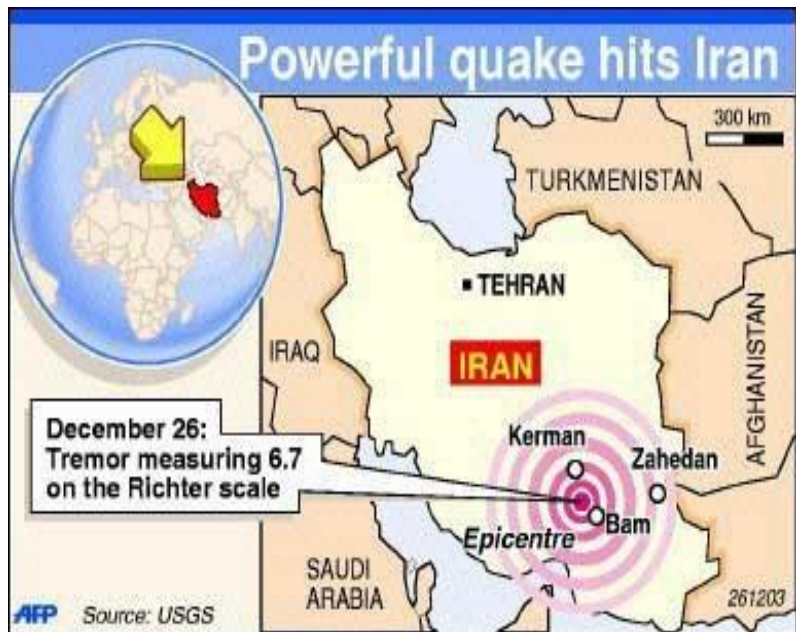 Powerful quake hits Iran
300 km
TURKMENISTAN
TEHRAN
IRAQ
IRAN
AFGHANISTAN
December 26:
Tremor measuring 6.7
on the Richter scale
Kerman
Zahedan
Bam
Epicentre
SAUDI
ARABIA
261203
AFP Source: USGS